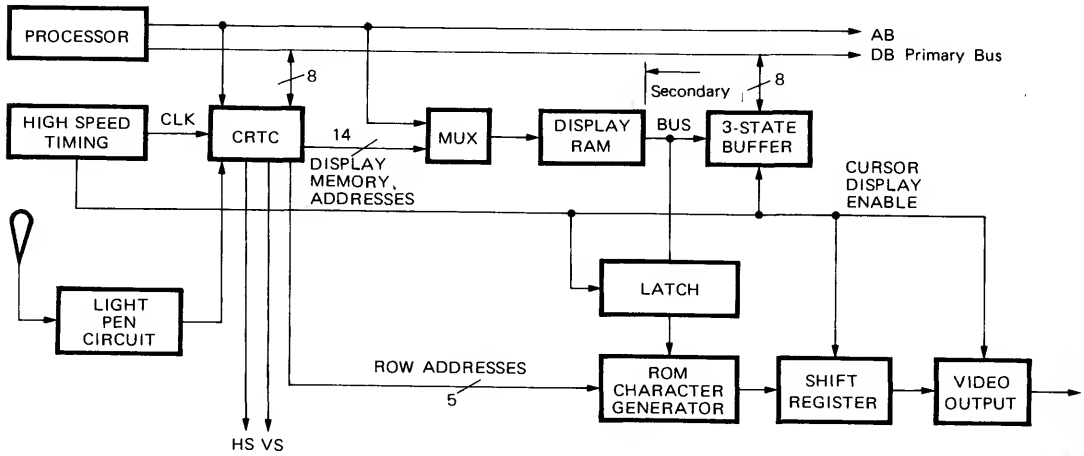 PROCESSOR
AB
DB Primary Bus
8
8
Secondary
HIGH SPEED
TIMING
CLK
CRTC
14
MUX
DISPLAY
RAM
BUS
3-STATE
BUFFER
DISPLAY
MEMORY
ADDRESSES
CURSOR
DISPLAY
ENABLE
LATCH
LIGHT
PEN
CIRCUIT
ROW ADDRESSES
5
ROM
CHARACTER
GENERATOR
SHIFT
REGISTER
VIDEO
OUTPUT
HS VS